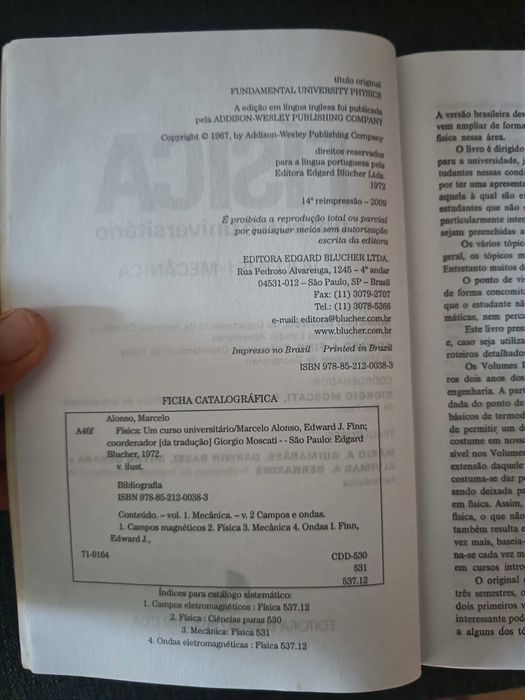 título original
FUNDAMENTAL UNIVERSITY PHYSICS
A edição em língua inglesa foi publicada
pela ADDISON-WESLEY PUBLISHING COMPANY
Copyright © 1967, by Addison-Wesley Publishing Company
direitos reservados
para a língua portuguesa pela
Editora Edgard Blücher Ltda.
1972
14ª reimpressão – 2009
É proibida a reprodução total ou parcial
por quaisquer meios sem autorização
escrita da editora
EDITORA EDGARD BLUCHER LTDA.
Rua Pedroso Alvarenga, 1245 – 4º andar
04531-012 – São Paulo, SP – Brasil
Fax: (11) 3079-2707
Tel.: (11) 3078-5366
e-mail: editora@blucher.com.br
www.blucher.com.br
Impresso no Brasil Printed in Brazil
ISBN 978-85-212-0038-3
FICHA CATALOGRÁFICA
Alonso, Marcelo
A46f Física: Um curso universitário/Marcelo Alonso, Edward J. Finn;
coordenador [da tradução] Giorgio Moscati - - São Paulo: Edgard
Blucher, 1972.
v. ilust.
Bibliografia
ISBN 978-85-212-0038-3
Conteúdo. – vol. 1. Mecânica. – v, 2 Campos e ondas.
1. Campos magnéticos 2. Física 3. Mecânica 4. Ondas I. Finn,
Edward J.,
71-0164 CDD-530
531
537.12
Índices para catálogo sistemático:
1. Campos eletromagnéticos : Física 537.12
2. Física : Ciências puras 530
3. Mecânica: Física 531
4. Ondas eletromagnéticas : Física 537.12
A versão brasileira des
vem ampliar de forma
física nessa área.
O livro é dirigido
para a universidade, j
tudantes nessas cond
por ter uma apresenta
aquela à qual são e
estudantes que não
particularmente inter
sejam preenchidas a
Os vários tópic
geral, os tópicos m
Entretanto muitos d
O ponto de vis
de forma concomit
que o estudante nã
máticas, nem perc
Este livro pres
e, caso seja utiliza
roteiros detalhado
Os Volumes I
ros dois anos dos
engenharia. A part
dada do ponto de
básicos de termod
de permitir um d
costume em nosso
sível nos Volumes
extensão daquele
costuma-se dar p
sendo deixada p
em física. Assim,
física, o que não
também resulta e
vez mais, baseia-
na-se cada vez m
em cursos intro
O original
três semestres, o
dois primeiros v
interessante pod
a alguns dos tó